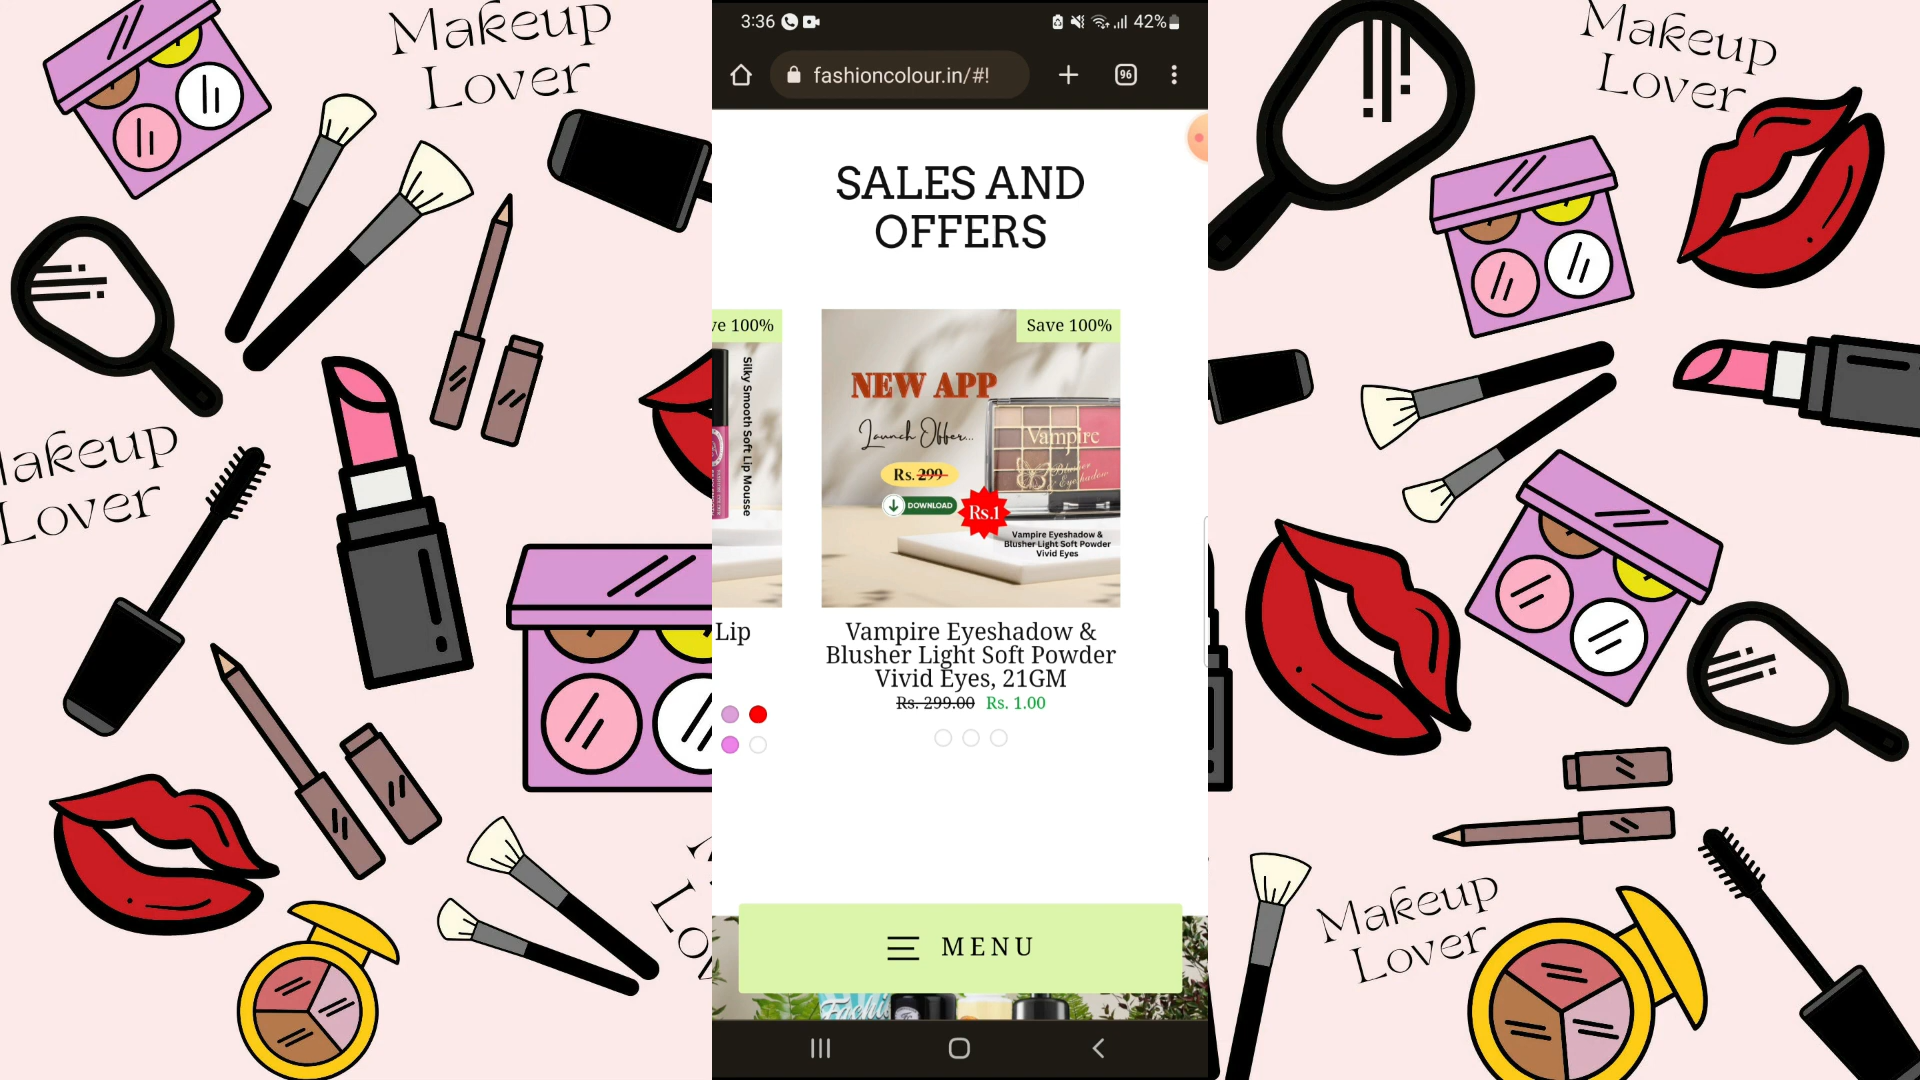 Makeup
Lover
Makeup
Lover
Makeup
Lover
Makeup
Lover
3:36
42%
fashioncolour.in/#!
96
SALES AND
OFFERS
ve 100%
Save 100%
Silky Smooth Soft Lip Mousse
NEW APP
Launch Offer...
Rs. 299
DOWNLOAD
Rs.1
Vampire
Blusher
Eyeshadow
Vampire Eyeshadow &
Blusher Light Soft Powder
Vivid Eyes
Lip
Vampire Eyeshadow &
Blusher Light Soft Powder
Vivid Eyes, 21GM
Rs. 299.00 Rs. 1.00
MENU